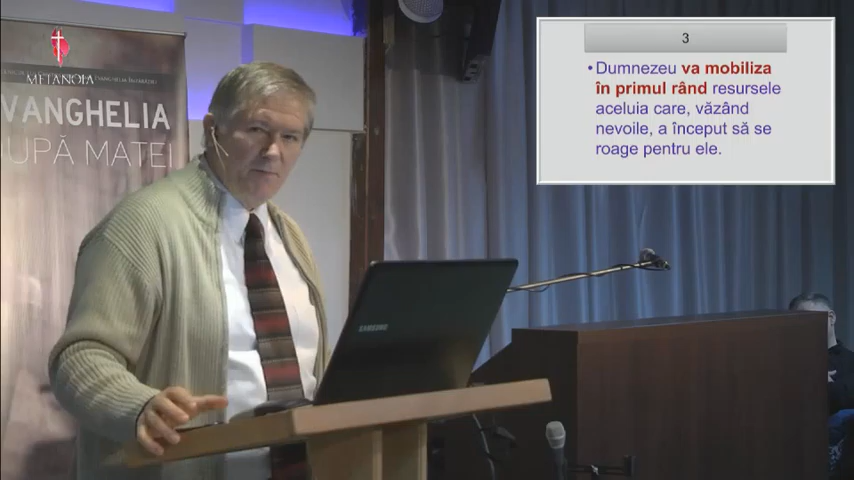 METANOIA
VANGHELIA
UPĂ MATEI
SAMSUNG
3
• Dumnezeu va mobiliza
în primul rând resursele
aceluia care, văzând
nevoile, a început să se
roage pentru ele.